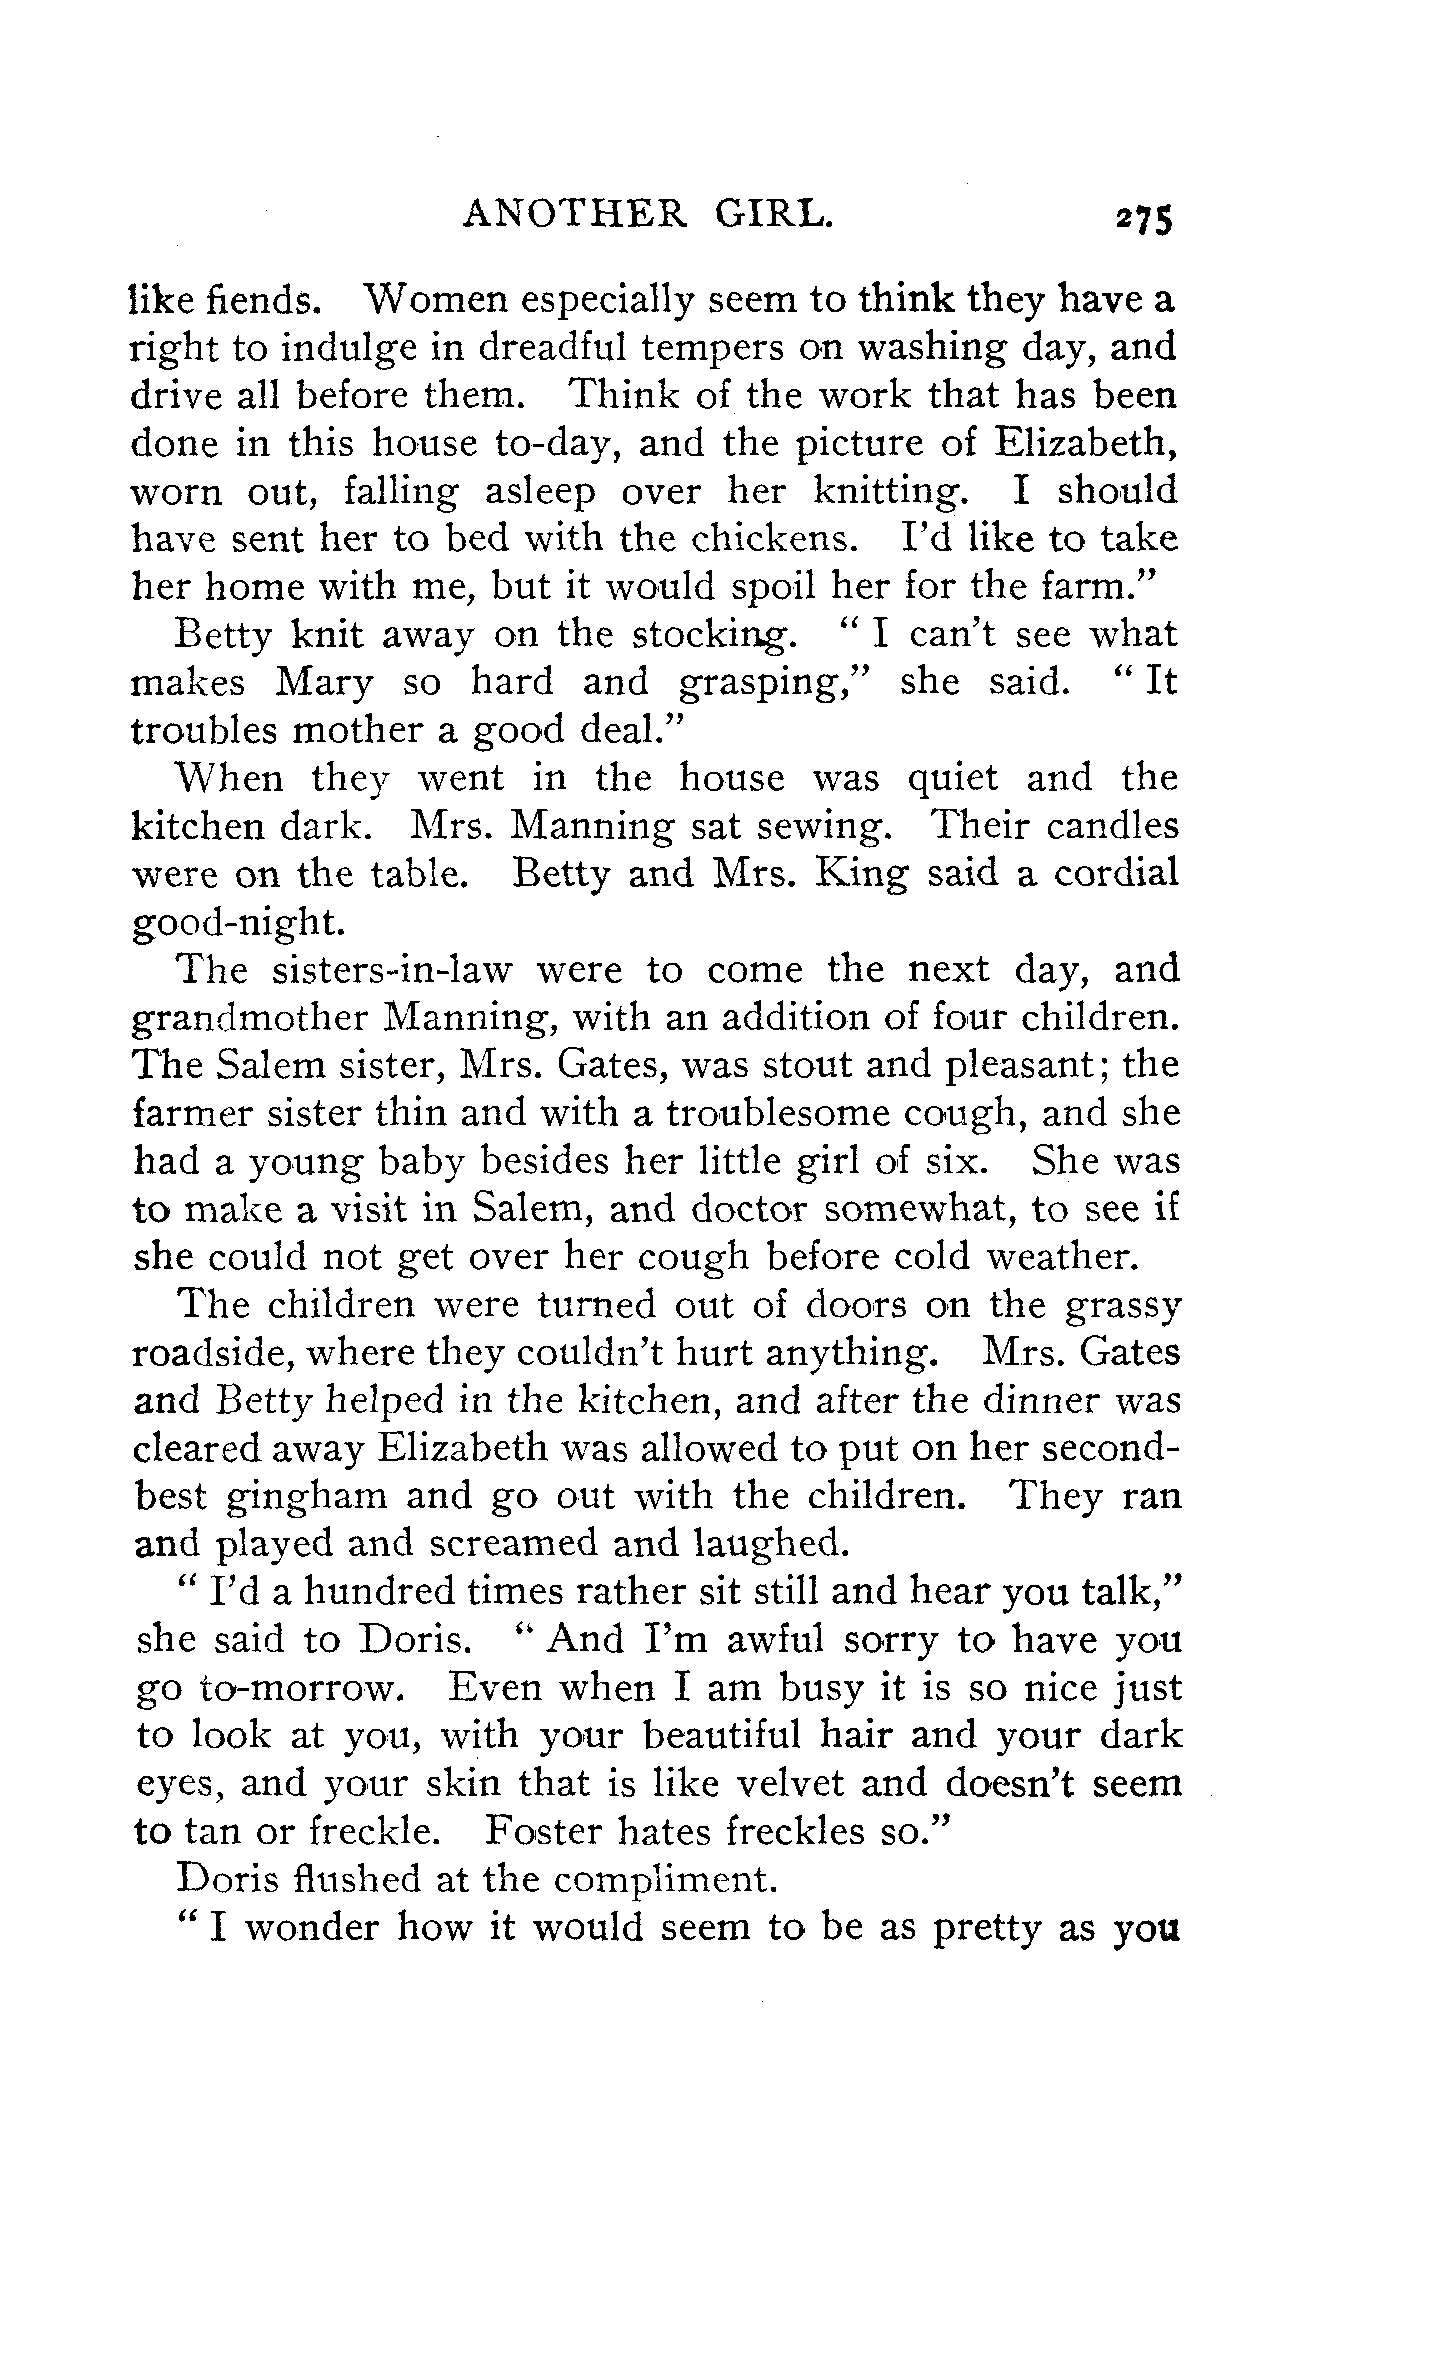 ANOTHER GIRL. 275
like fiends. Women especially seem to think they have a
right to indulge in dreadful tempers on washing day, and
drive all before them. Think of the work that has been
done in this house to-day, and the picture of Elizabeth,
worn out, falling asleep over her knitting. I should
have sent her to bed with the chickens. I'd like to take
her home with me, but it would spoil her for the farm."
Betty knit away on the stocking. "I can't see what
makes Mary so hard and grasping," she said. "It
troubles mother a good deal."
When they went in the house was quiet and the
kitchen dark. Mrs. Manning sat sewing. Their candles
were on the table. Betty and Mrs. King said a cordial
good-night.
The sisters-in-law were to come the next day, and
grandmother Manning, with an addition of four children.
The Salem sister, Mrs. Gates, was stout and pleasant; the
farmer sister thin and with a troublesome cough, and she
had a young baby besides her little girl of six. She was
to make a visit in Salem, and doctor somewhat, to see if
she could not get over her cough before cold weather.
The children were turned out of doors on the grassy
roadside, where they couldn't hurt anything. Mrs. Gates
and Betty helped in the kitchen, and after the dinner was
cleared away Elizabeth was allowed to put on her second-
best gingham and go out with the children. They ran
and played and screamed and laughed.
"I'd a hundred times rather sit still and hear you talk,"
she said to Doris. "And I'm awful sorry to have you
go to-morrow. Even when I am busy it is so nice just
to look at you, with your beautiful hair and your dark
eyes, and your skin that is like velvet and doesn't seem
to tan or freckle. Foster hates freckles so."
Doris flushed at the compliment.
"I wonder how it would seem to be as pretty as you